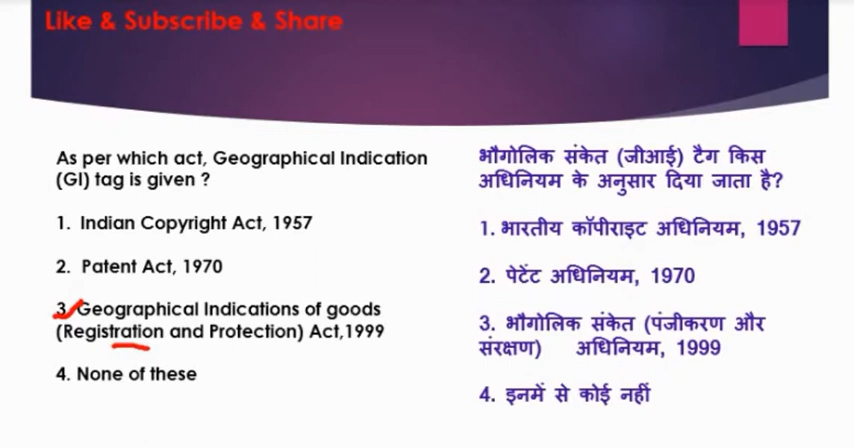 Like & Subscribe & Share
As per which act, Geographical Indication
(GI) tag is given ?
1. Indian Copyright Act, 1957
2. Patent Act, 1970
3. Geographical Indications of goods
(Registration and Protection) Act,1999
4. None of these
भौगोलिक संकेत (जीआई) टैग किस
अधिनियम के अनुसार दिया जाता है?
1. भारतीय कॉपीराइट अधिनियम, 1957
2. पेटेंट अधिनियम, 1970
3. भौगोलिक संकेत (पंजीकरण और
संरक्षण) अधिनियम, 1999
4. इनमें से कोई नहीं